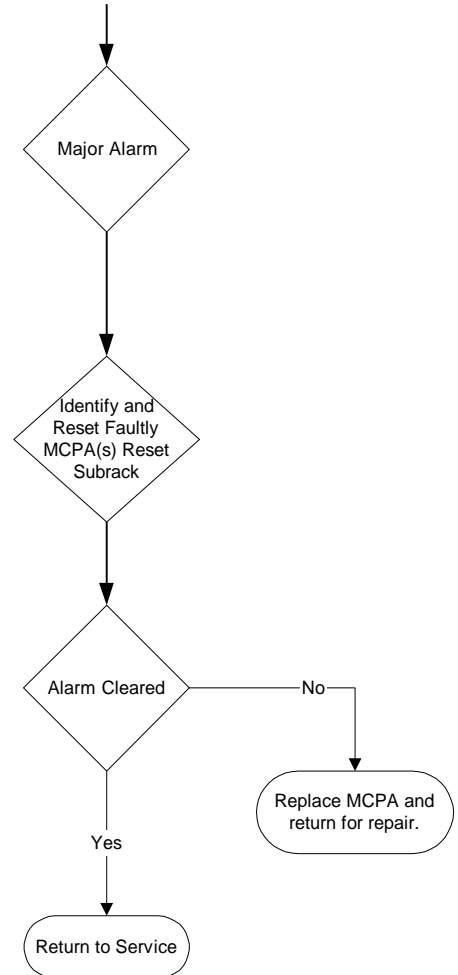 Major Alarm
Identify and
Reset Faultly
MCPA(s) Reset
Subrack
Alarm Cleared
No
Replace MCPA and
return for repair.
Yes
Return to Service